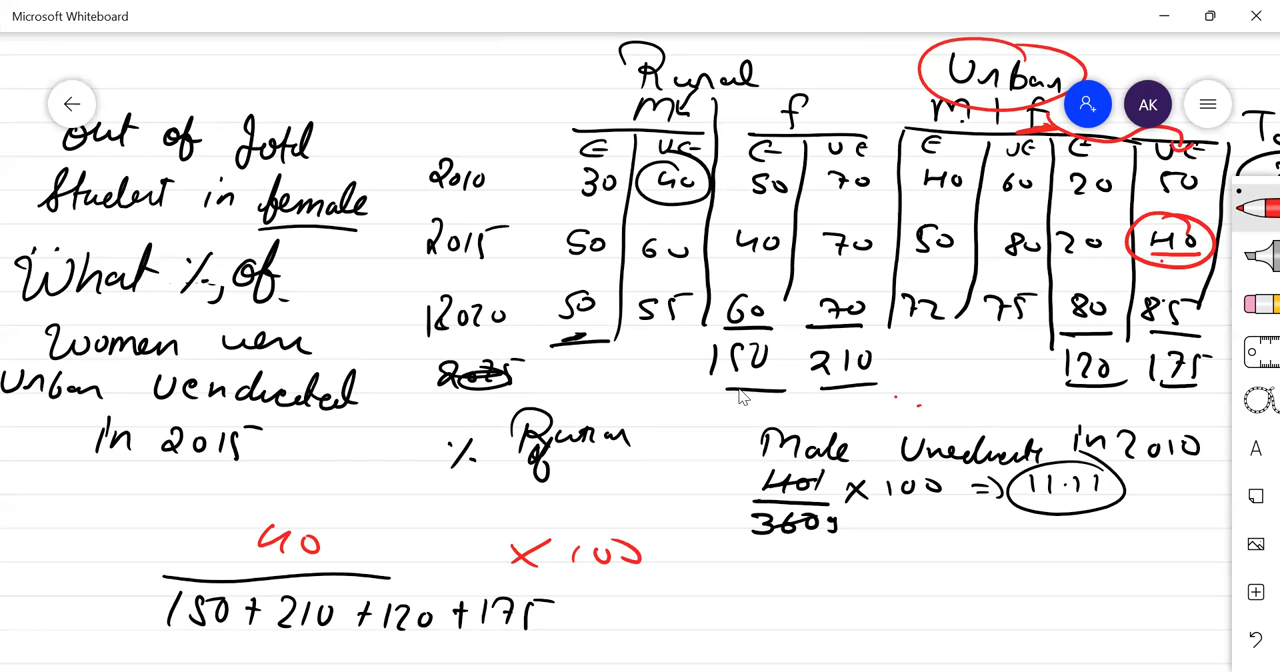 Microsoft Whiteboard
Rural Urban
M f M f To
AK
E UE E UE E UE E UE
2010 30 40 50 70 40 60 20 50
2015 50 60 40 70 50 80 20 40
2020 50 55 60 70 72 75 80 85
150 210 120 175
out of total
Student in female
What % of
Women were
Urban
in 2015
% of Rural
Male in 2010
40 / 360 × 100 => 11.11
40 × 100
150 + 210 + 120 + 175
A